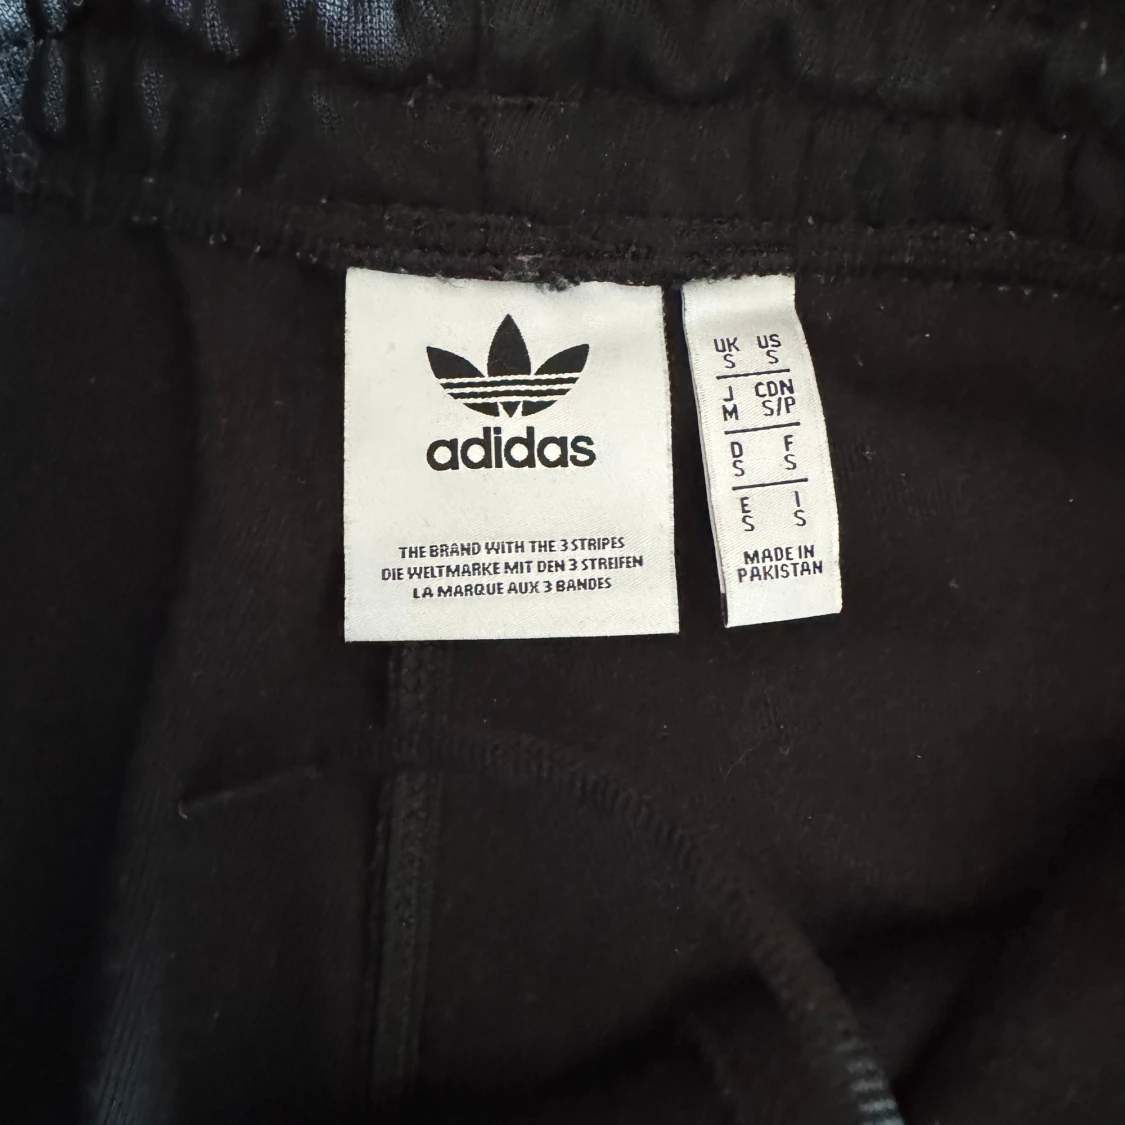 adidas
THE BRAND WITH THE 3 STRIPES
DIE WELTMARKE MIT DEN 3 STREIFEN
LA MARQUE AUX 3 BANDES
UK US
S S
J CDN
M S/P
D F
S S
E I
S S
MADE IN
PAKISTAN